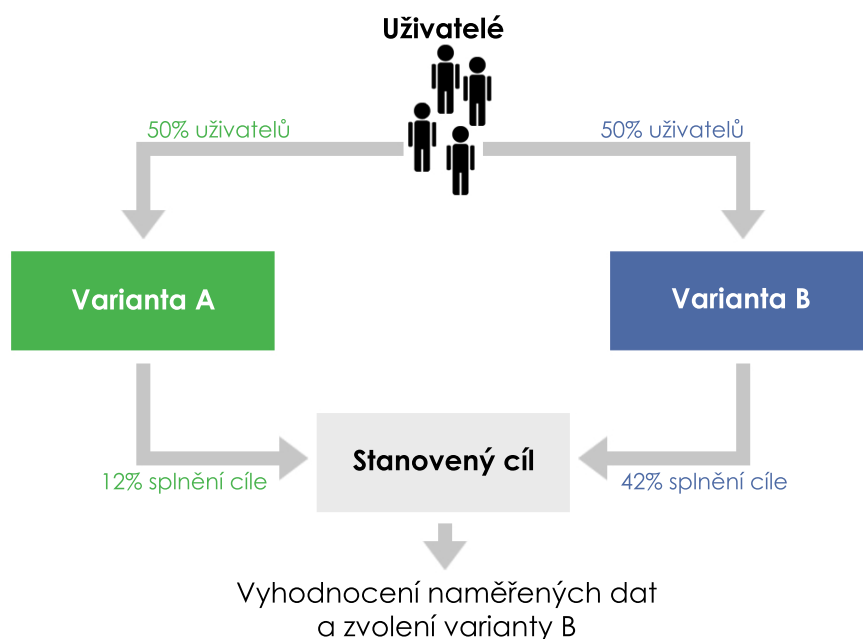 Uživatelé
50% uživatelů
50% uživatelů
Varianta A
Varianta B
Stanovený cíl
12% splnění cíle
42% splnění cíle
Vyhodnocení naměřených dat
a zvolení varianty B